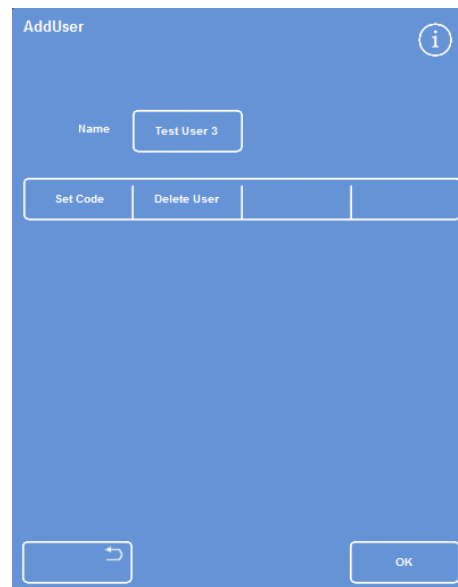 AddUser
i
Name Test User 3
Set Code Delete User
OK